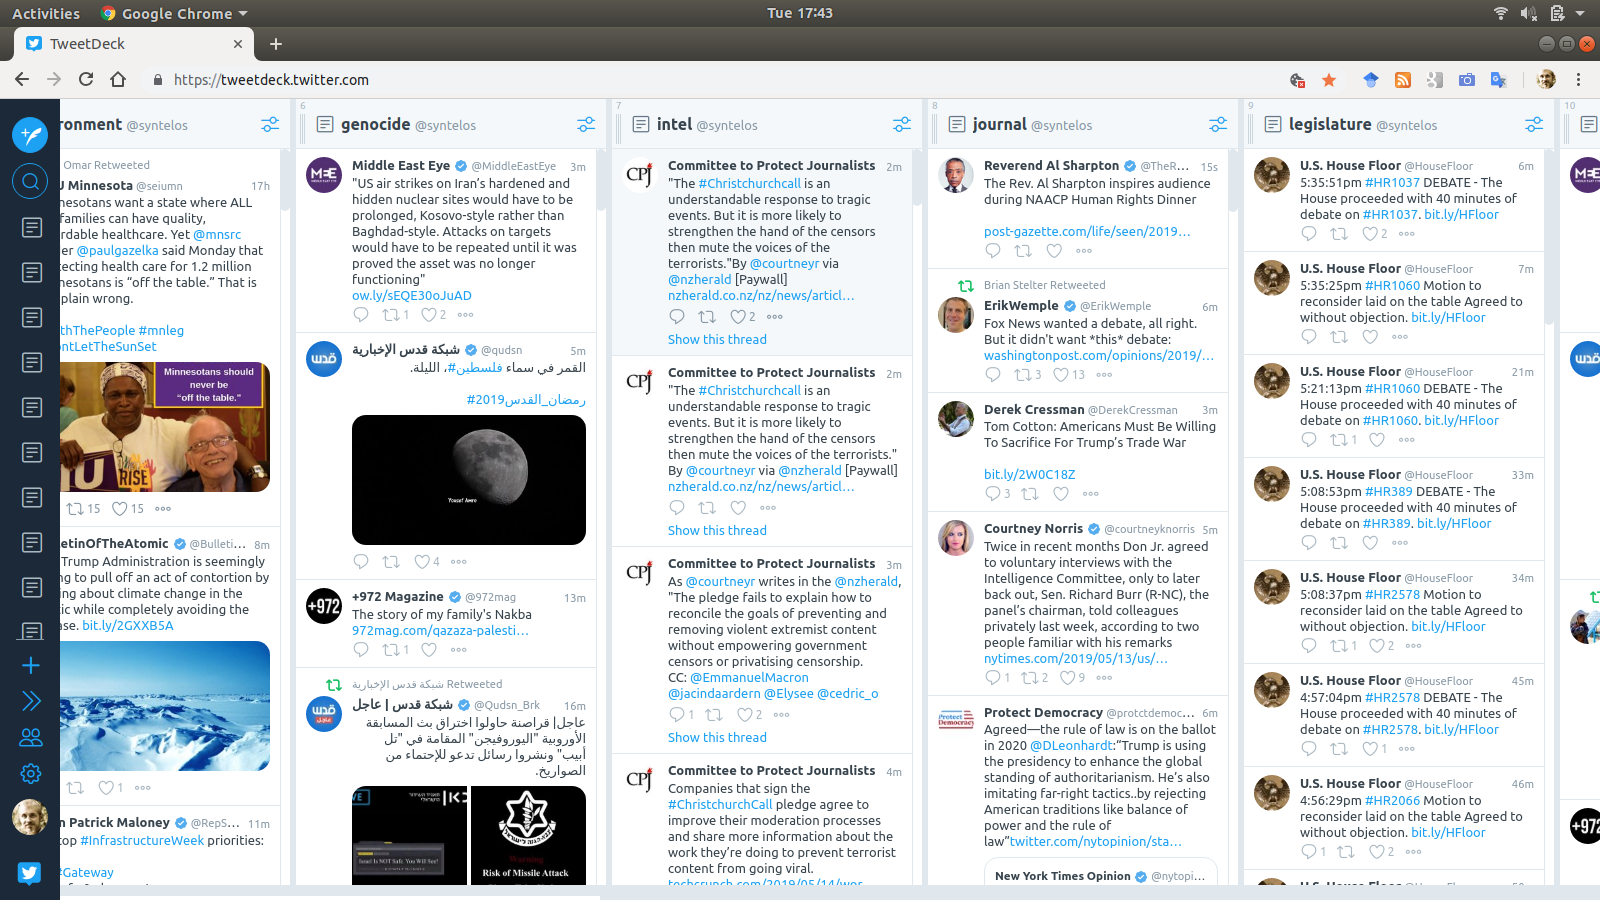 Activities
Google Chrome
Tue 17:43
TweetDeck
https://tweetdeck.twitter.com
ronment @syntelos
Omar Retweeted
J Minnesota @seiumn 17h
nesotans want a state where ALL
families can have quality,
rdable healthcare. Yet @mnsrc
er @paulgazelka said Monday that
tecting health care for 1.2 million
nesotans is “off the table.” That is
plain wrong.
thThePeople #mnleg
ontLetTheSunSet
Minnesotans should
never be
“off the table.”
RISE
15 15
etinOfTheAtomic @Bulleti... 8m
Trump Administration is seemingly
ng to pull off an act of contortion by
ing about climate change in the
tic while completely avoiding the
ase. bit.ly/2GXXB5A
1
n Patrick Maloney @RepS... 11m
top #InfrastructureWeek priorities:
#Gateway
6
genocide @syntelos
Middle East Eye @MiddleEastEye 3m
"US air strikes on Iran’s hardened and
hidden nuclear sites would have to be
prolonged, Kosovo-style rather than
Baghdad-style. Attacks on targets
would have to be repeated until it was
proved the asset was no longer
functioning"
ow.ly/sEQE30oJuAD
1 2
شبكة قدس الإخبارية @qudsn 5m
القمر في سماء فلسطين#، الليلة.
#رمضان_القدس2019
Yousef Amro
4
+972 Magazine @972mag 13m
The story of my family's Nakba
972mag.com/qazaza-palesti...
1
شبكة قدس الإخبارية Retweeted
شبكة قدس | عاجل @Qudsn_Brk 16m
عاجل| قراصنة حاولوا اختراق بث المسابقة
الأوروبية "اليوروفيجن" المقامة في "تل
أبيب" ونشروا رسائل تدعو للإحتماء من
الصواريخ.
Israel Is NOT Safe. You Will See!
Warning
Risk of Missile Attack
7
intel @syntelos
Committee to Protect Journalists 2m
"The #Christchurchcall is an
understandable response to tragic
events. But it is more likely to
strengthen the hand of the censors
then mute the voices of the
terrorists."By @courtneyr via
@nzherald [Paywall]
nzherald.co.nz/nz/news/articl...
2
Show this thread
Committee to Protect Journalists 2m
"The #Christchurchcall is an
understandable response to tragic
events. But it is more likely to
strengthen the hand of the censors
then mute the voices of the terrorists."
By @courtneyr via @nzherald [Paywall]
nzherald.co.nz/nz/news/articl...
Show this thread
Committee to Protect Journalists 3m
As @courtneyr writes in the @nzherald,
"The pledge fails to explain how to
reconcile the goals of preventing and
removing violent extremist content
without empowering government
censors or privatising censorship.
CC: @EmmanuelMacron
@jacindaardern @Elysee @cedric_o
1 2
Show this thread
Committee to Protect Journalists 4m
Companies that sign the
#ChristchurchCall pledge agree to
improve their moderation processes
and share more information about the
work they’re doing to prevent terrorist
content from going viral.
techcrunch.com/2019/05/14/wor...
8
journal @syntelos
Reverend Al Sharpton @TheR... 15s
The Rev. Al Sharpton inspires audience
during NAACP Human Rights Dinner
post-gazette.com/life/seen/2019...
Brian Stelter Retweeted
ErikWemple @ErikWemple 6m
Fox News wanted a debate, all right.
But it didn't want *this* debate:
washingtonpost.com/opinions/2019/...
3 13
Derek Cressman @DerekCressman 3m
Tom Cotton: Americans Must Be Willing
To Sacrifice For Trump’s Trade War
bit.ly/2W0C18Z
3
Courtney Norris @courtneyknorris 5m
Twice in recent months Don Jr. agreed
to voluntary interviews with the
Intelligence Committee, only to later
back out, Sen. Richard Burr (R-NC), the
panel’s chairman, told colleagues
privately last week, according to two
people familiar with his remarks
nytimes.com/2019/05/13/us/...
1 2 9
Protect Democracy @protctdemoc... 6m
Agreed—the rule of law is on the ballot
in 2020 @DLeonhardt:“Trump is using
the presidency to enhance the global
standing of authoritarianism. He’s also
imitating far-right tactics..by rejecting
American traditions like balance of
power and the rule of
law”twitter.com/nytopinion/sta...
New York Times Opinion @nytopi...
9
legislature @syntelos
U.S. House Floor @HouseFloor 6m
5:35:51pm #HR1037 DEBATE - The
House proceeded with 40 minutes of
debate on #HR1037. bit.ly/HFloor
2
U.S. House Floor @HouseFloor 7m
5:35:25pm #HR1060 Motion to
reconsider laid on the table Agreed to
without objection. bit.ly/HFloor
U.S. House Floor @HouseFloor 21m
5:21:13pm #HR1060 DEBATE - The
House proceeded with 40 minutes of
debate on #HR1060. bit.ly/HFloor
1
U.S. House Floor @HouseFloor 33m
5:08:53pm #HR389 DEBATE - The
House proceeded with 40 minutes of
debate on #HR389. bit.ly/HFloor
U.S. House Floor @HouseFloor 34m
5:08:37pm #HR2578 Motion to
reconsider laid on the table Agreed to
without objection. bit.ly/HFloor
1 2
U.S. House Floor @HouseFloor 45m
4:57:04pm #HR2578 DEBATE - The
House proceeded with 40 minutes of
debate on #HR2578. bit.ly/HFloor
1
U.S. House Floor @HouseFloor 46m
4:56:29pm #HR2066 Motion to
reconsider laid on the table Agreed to
without objection. bit.ly/HFloor
1 2
U.S. House Floor @HouseFloor
10